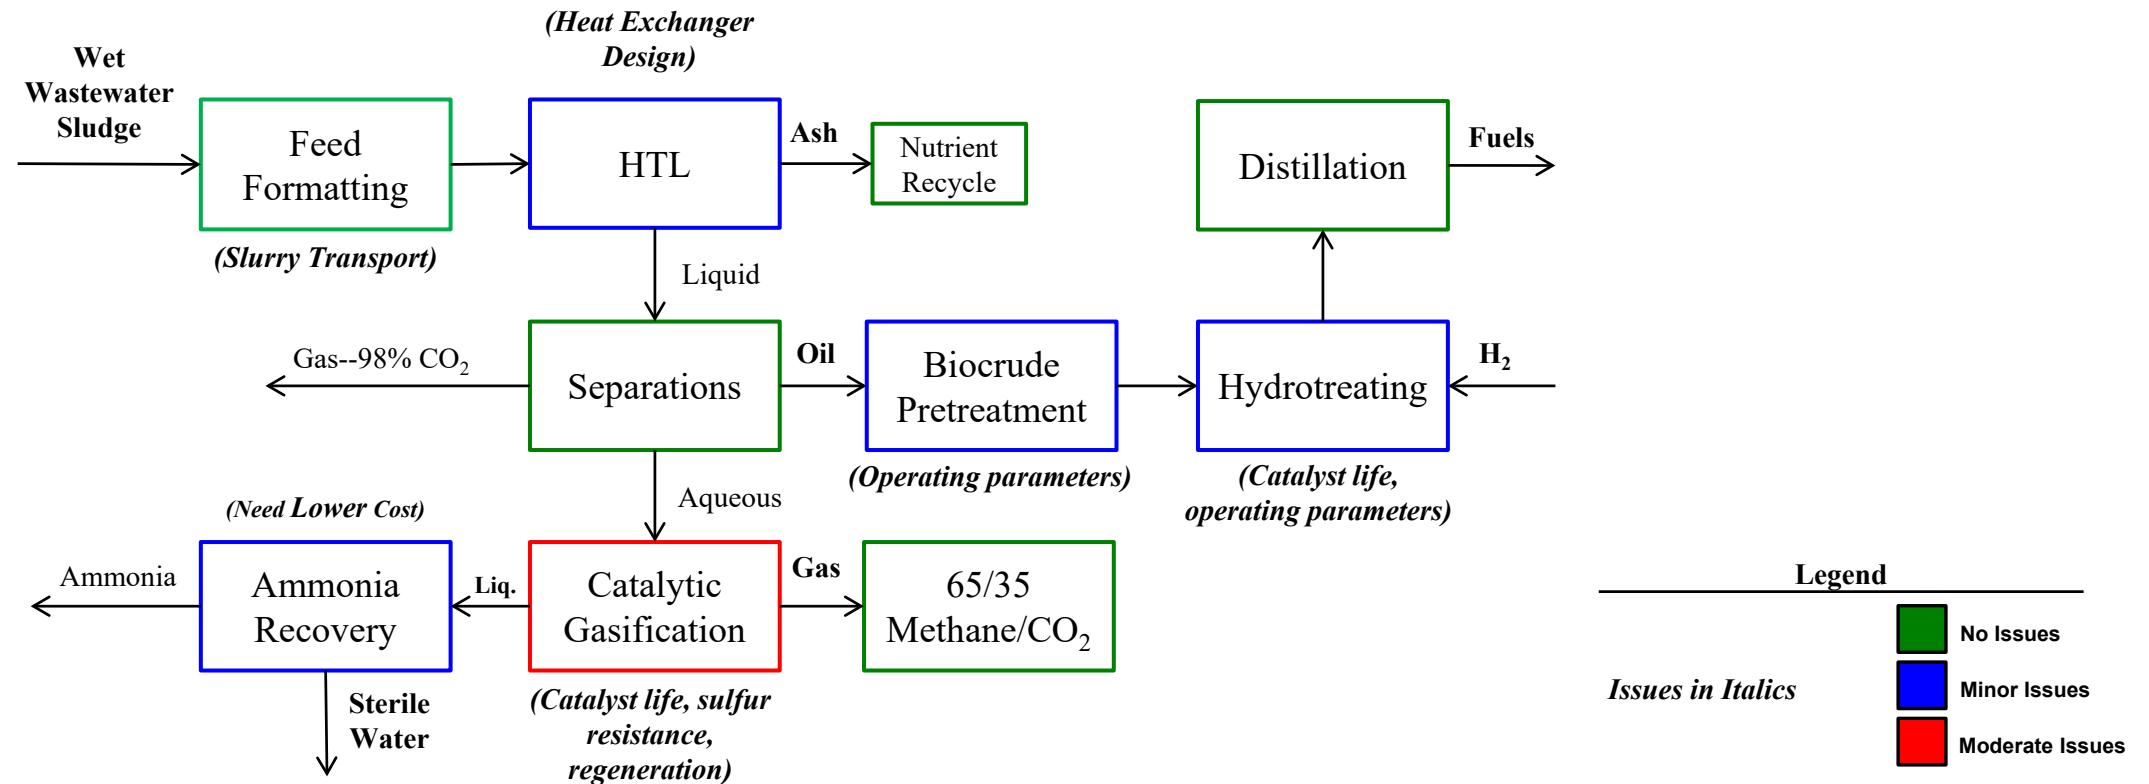 (Heat Exchanger
Design)
Wet
Wastewater
Sludge
Feed
Formatting
(Slurry Transport)
HTL
Ash
Nutrient
Recycle
Distillation
Fuels
Liquid
Gas--98% CO₂
Separations
Oil
Biocrude
Pretreatment
(Operating parameters)
Hydrotreating
H₂
(Catalyst life,
operating parameters)
Aqueous
(Need Lower Cost)
Ammonia
Ammonia
Recovery
Liq.
Catalytic
Gasification
Gas
65/35
Methane/CO₂
Sterile
Water
(Catalyst life, sulfur
resistance,
regeneration)
Legend
No Issues
Issues in Italics
Minor Issues
Moderate Issues